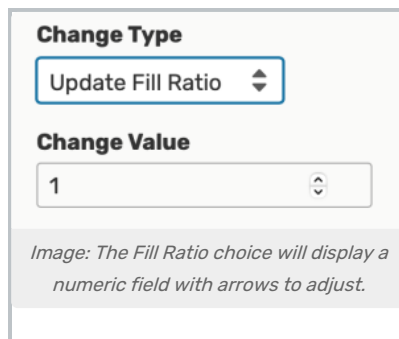 Change Type
Update Fill Ratio
Change Value
1
Image: The Fill Ratio choice will display a
numeric field with arrows to adjust.